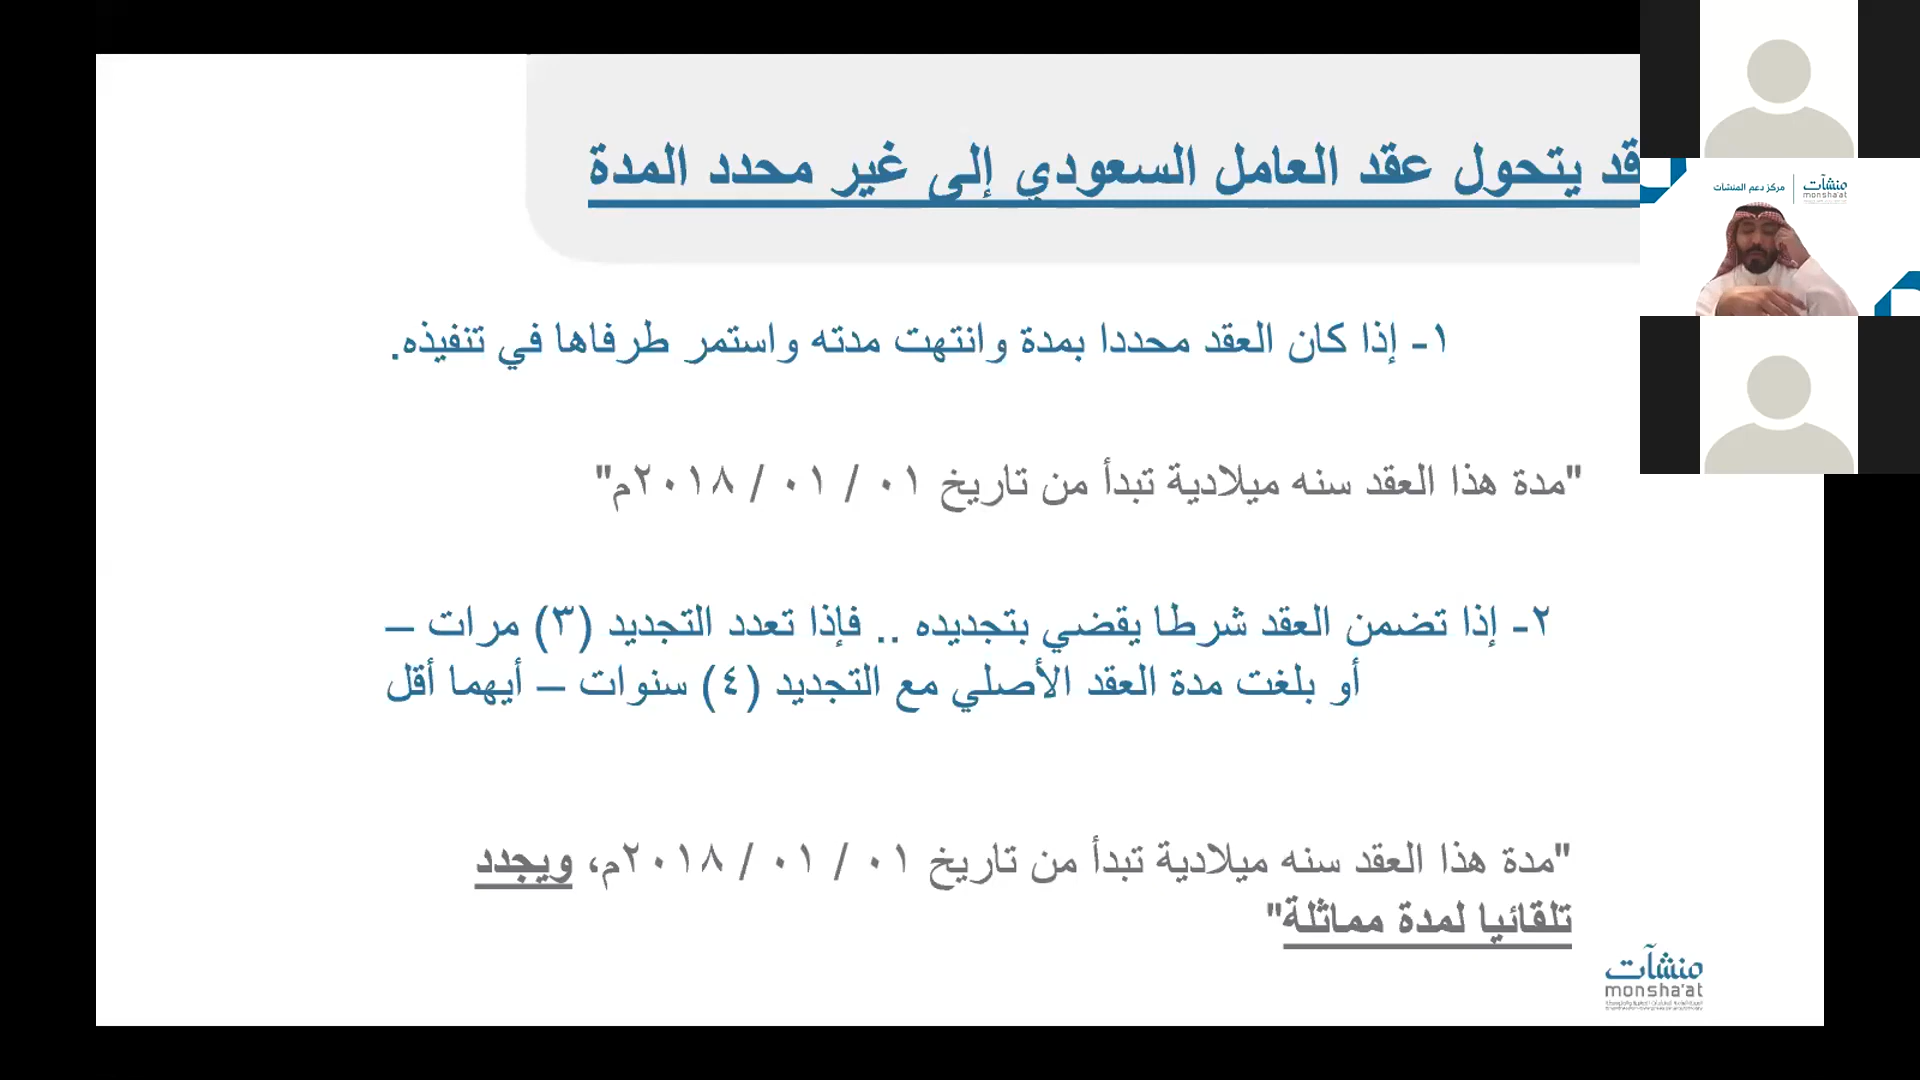 قد يتحول عقد العامل السعودي إلى غير محدد المدة
١- إذا كان العقد محددا بمدة وانتهت مدته واستمر طرفاها في تنفيذه.
"مدة هذا العقد سنه ميلادية تبدأ من تاريخ ٠١ / ٠١ / ٢٠١٨م"
٢- إذا تضمن العقد شرطا يقضي بتجديده .. فإذا تعدد التجديد (٣) مرات –
أو بلغت مدة العقد الأصلي مع التجديد (٤) سنوات – أيهما أقل
"مدة هذا العقد سنه ميلادية تبدأ من تاريخ ٠١ / ٠١ / ٢٠١٨م، ويجدد
تلقائيا لمدة مماثلة"
منشآت
monsha'at
منشآت
monsha'at
مركز دعم المنشآت